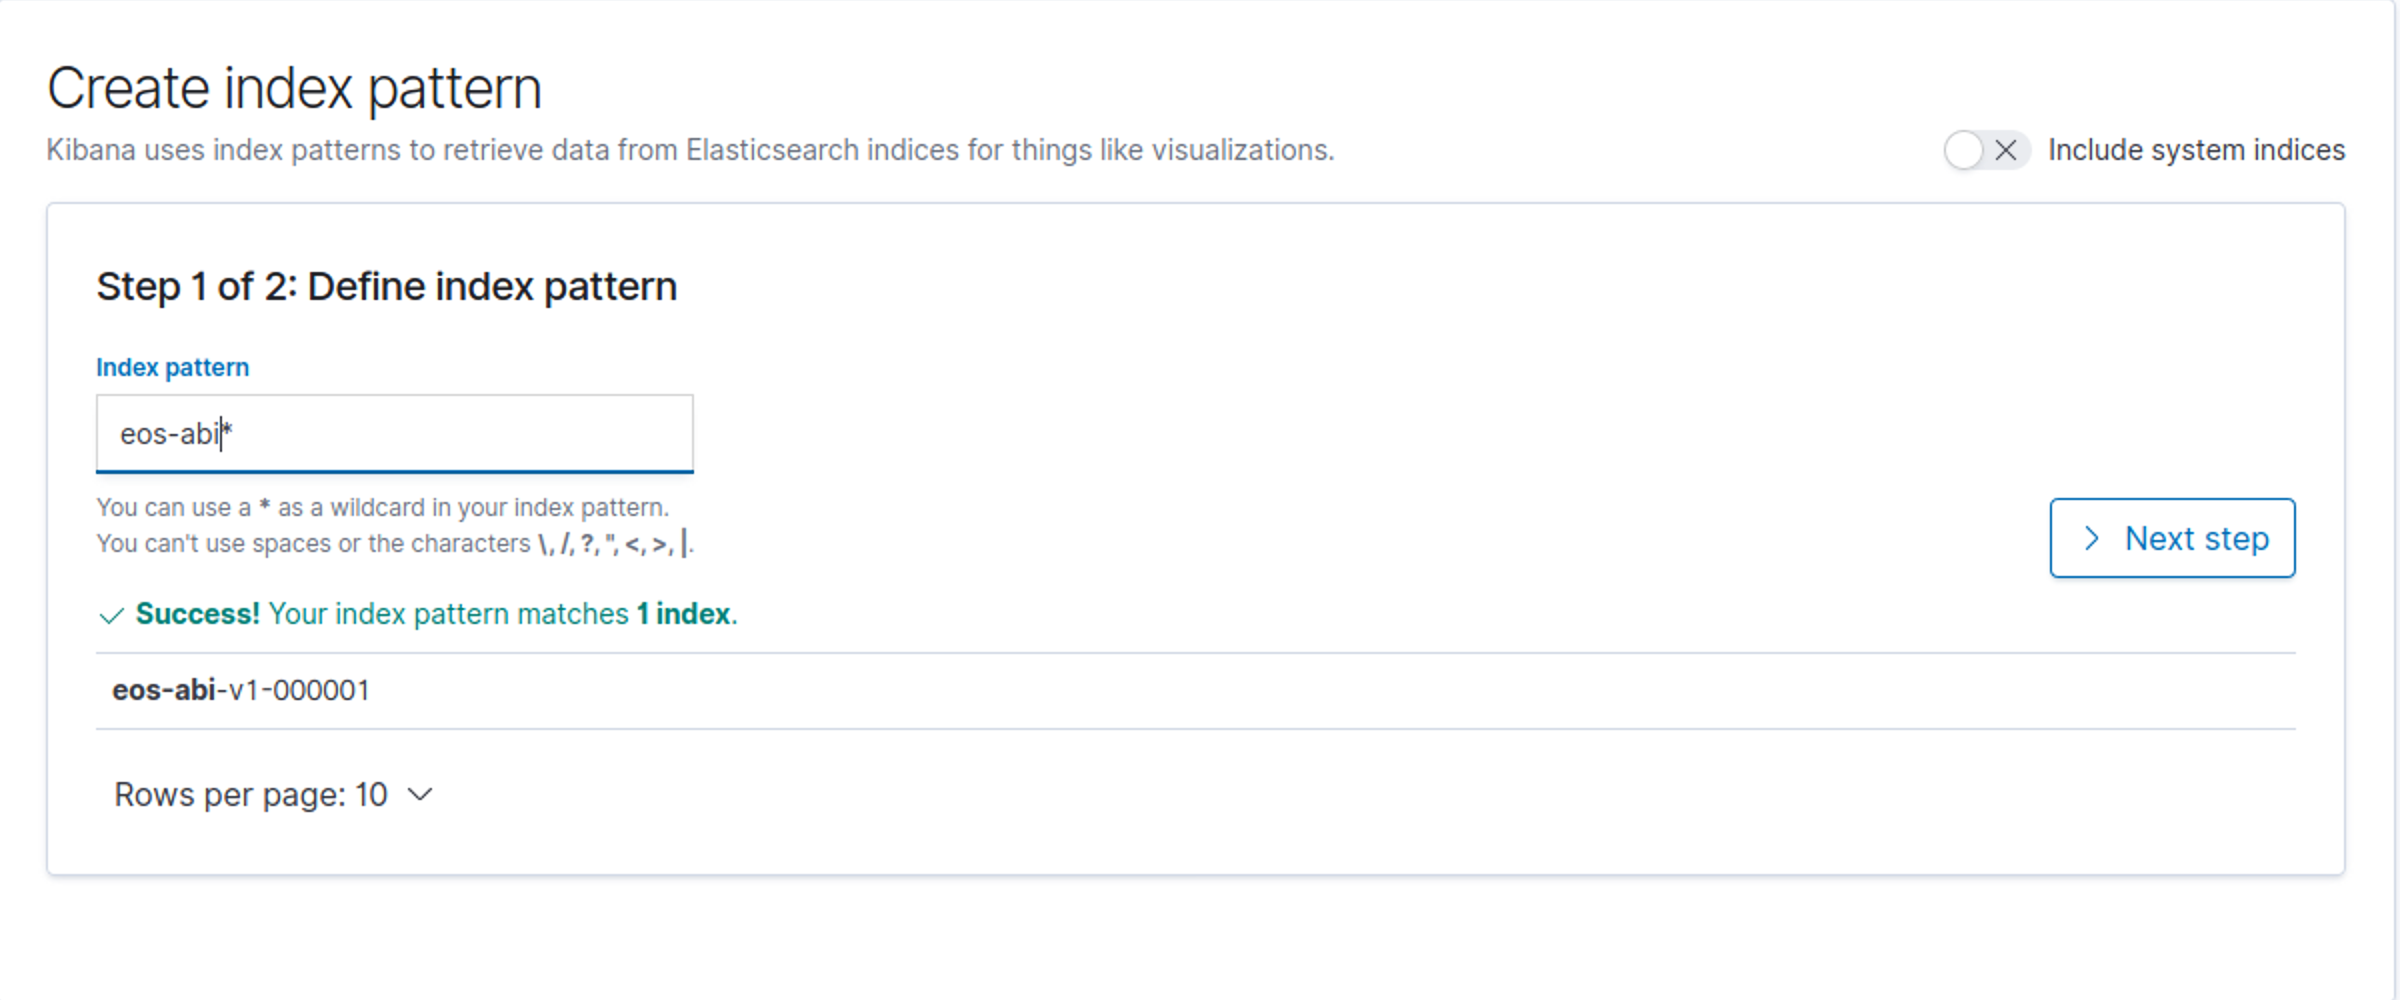 Create index pattern
Kibana uses index patterns to retrieve data from Elasticsearch indices for things like visualizations.
Include system indices
Step 1 of 2: Define index pattern
Index pattern
eos-abi*
You can use a * as a wildcard in your index pattern.
You can't use spaces or the characters \, /, ?, ", <, >, |.
Next step
Success! Your index pattern matches 1 index.
eos-abi-v1-000001
Rows per page: 10